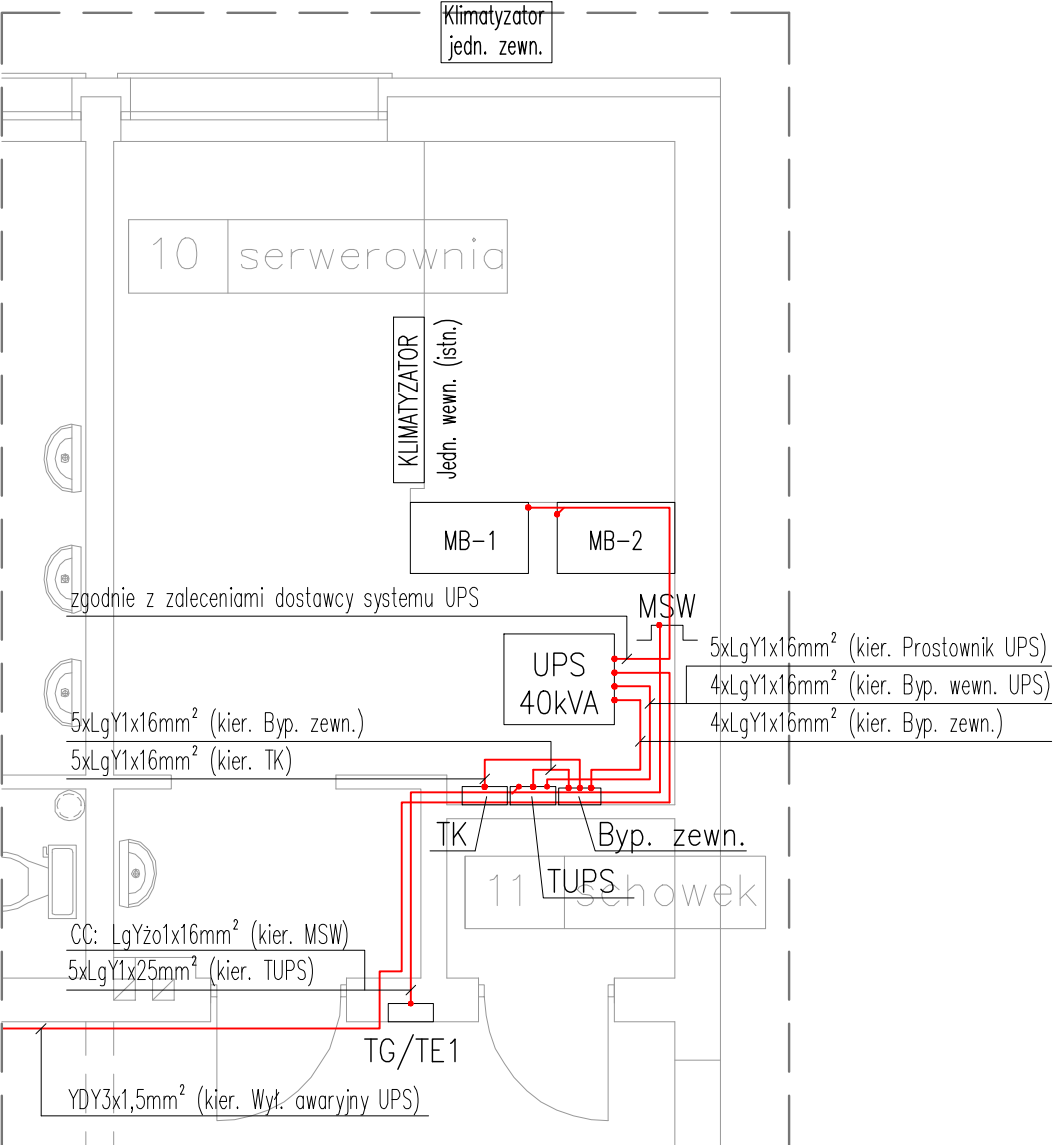 Klimatyzator
jedn. zewn.
10 serwerownia
KLIMATYZATOR
Jedn. wewn. (istn.)
MB-1
MB-2
zgodnie z zaleceniami dostawcy systemu UPS
MSW
UPS
40kVA
5xLgY1x16mm² (kier. Prostownik UPS)
4xLgY1x16mm² (kier. Byp. wewn. UPS)
4xLgY1x16mm² (kier. Byp. zewn.)
5xLgY1x16mm² (kier. Byp. zewn.)
5xLgY1x16mm² (kier. TK)
TK
Byp. zewn.
TUPS
11 schowek
CC: LgYżo1x16mm² (kier. MSW)
5xLgY1x25mm² (kier. TUPS)
TG/TE1
YDY3x1,5mm² (kier. Wył. awaryjny UPS)